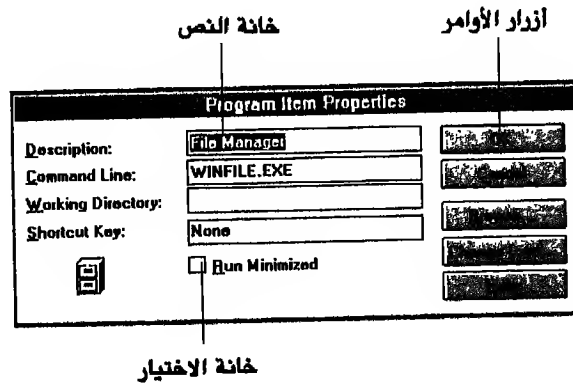 خانة النص
أزرار الأوامر
Program Item Properties
Description:
File Manager
Command Line:
WINFILE.EXE
Working Directory:
Shortcut Key:
None
Run Minimized
خانة الاختيار